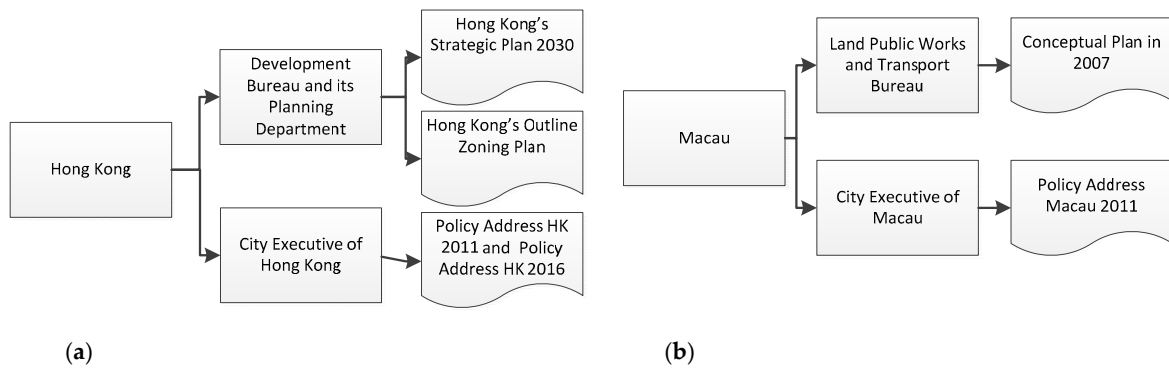 Hong Kong
Development
Bureau and its
Planning
Department
Hong Kong's
Strategic Plan 2030
Hong Kong's Outline
Zoning Plan
City Executive of
Hong Kong
Policy Address HK
2011 and  Policy
Address HK 2016
(a)
Macau
Land Public Works
and Transport
Bureau
Conceptual Plan in
2007
City Executive of
Macau
Policy Address
Macau 2011
(b)